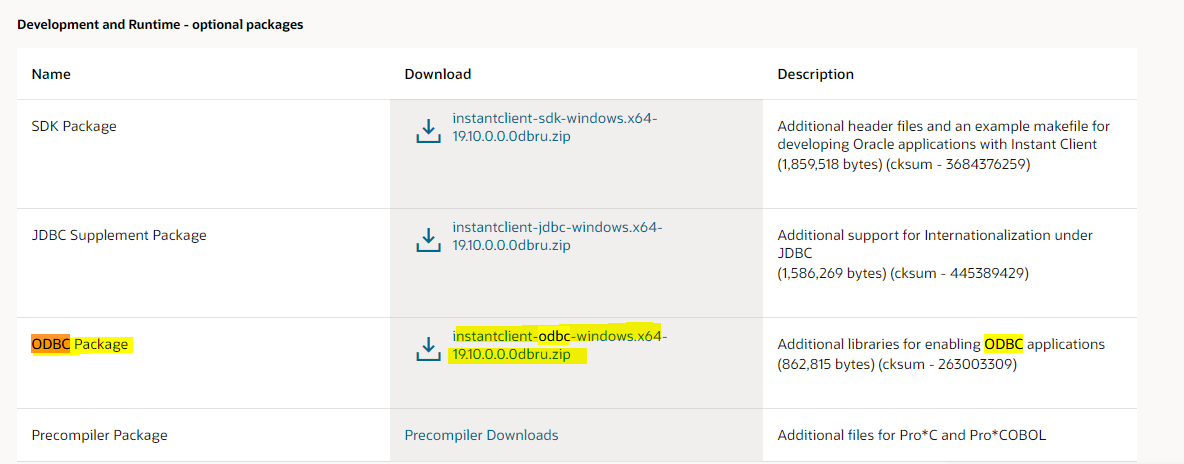 Development and Runtime - optional packages
Name
Download
Description
SDK Package
instantclient-sdk-windows.x64-
19.10.0.0.0dbru.zip
Additional header files and an example makefile for
developing Oracle applications with Instant Client
(1,859,518 bytes) (cksum - 3684376259)
JDBC Supplement Package
instantclient-jdbc-windows.x64-
19.10.0.0.0dbru.zip
Additional support for Internationalization under
JDBC
(1,586,269 bytes) (cksum - 445389429)
ODBC Package
instantclient-odbc-windows.x64-
19.10.0.0.0dbru.zip
Additional libraries for enabling ODBC applications
(862,815 bytes) (cksum - 263003309)
Precompiler Package
Precompiler Downloads
Additional files for Pro*C and Pro*COBOL